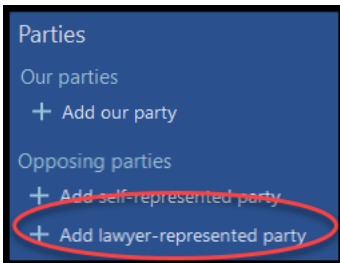 Parties
Our parties
+ Add our party
Opposing parties
+ Add self-represented party
+ Add lawyer-represented party